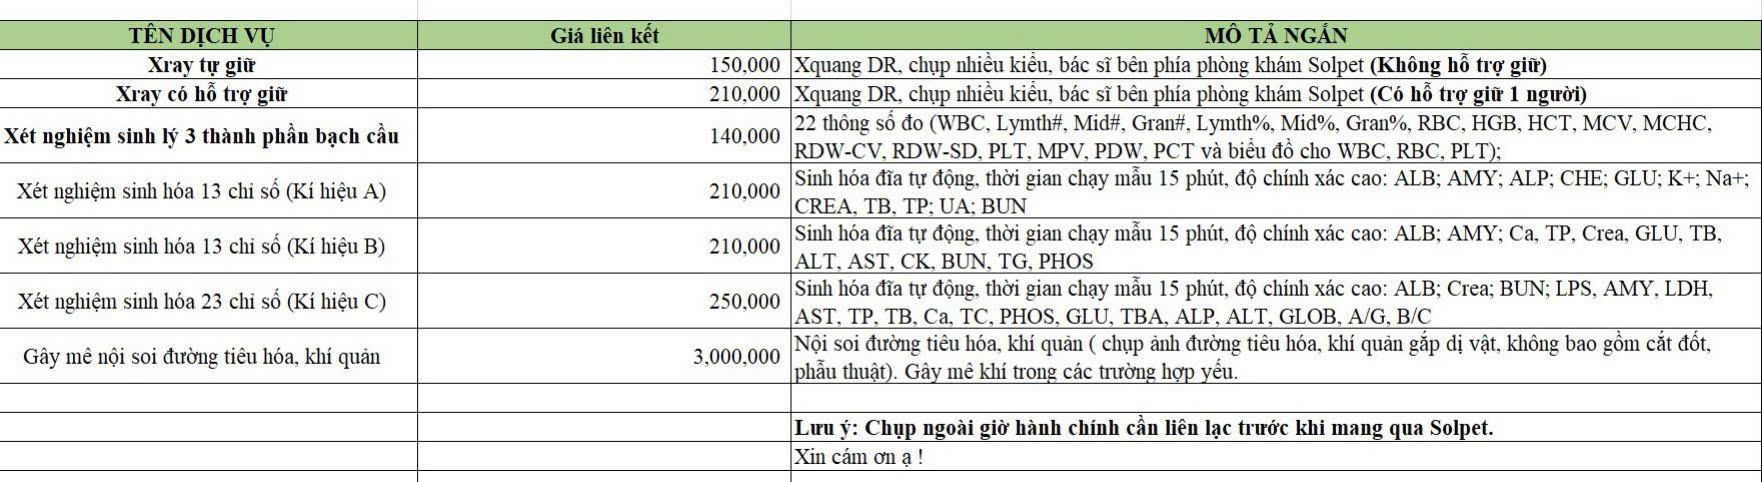 TÊN DỊCH VỤ Giá liên kết MÔ TẢ NGẮN
Xray tự giữ 150,000 Xquang DR, chụp nhiều kiểu, bác sĩ bên phía phòng khám Solpet (Không hỗ trợ giữ)
Xray có hỗ trợ giữ 210,000 Xquang DR, chụp nhiều kiểu, bác sĩ bên phía phòng khám Solpet (Có hỗ trợ giữ 1 người)
Xét nghiệm sinh lý 3 thành phần bạch cầu 140,000 22 thông số đo (WBC, Lymth#, Mid#, Gran#, Lymth%, Mid%, Gran%, RBC, HGB, HCT, MCV, MCHC,
RDW-CV, RDW-SD, PLT, MPV, PDW, PCT và biểu đồ cho WBC, RBC, PLT);
Xét nghiệm sinh hóa 13 chỉ số (Kí hiệu A) 210,000 Sinh hóa đĩa tự động, thời gian chạy mẫu 15 phút, độ chính xác cao: ALB; AMY; ALP; CHE; GLU; K+; Na+;
CREA, TB, TP; UA; BUN
Xét nghiệm sinh hóa 13 chỉ số (Kí hiệu B) 210,000 Sinh hóa đĩa tự động, thời gian chạy mẫu 15 phút, độ chính xác cao: ALB; AMY; Ca, TP, Crea, GLU, TB,
ALT, AST, CK, BUN, TG, PHOS
Xét nghiệm sinh hóa 23 chỉ số (Kí hiệu C) 250,000 Sinh hóa đĩa tự động, thời gian chạy mẫu 15 phút, độ chính xác cao: ALB; Crea; BUN; LPS, AMY, LDH,
AST, TP, TB, Ca, TC, PHOS, GLU, TBA, ALP, ALT, GLOB, A/G, B/C
Gây mê nội soi đường tiêu hóa, khí quản 3,000,000 Nội soi đường tiêu hóa, khí quản ( chụp ảnh đường tiêu hóa, khí quản gắp dị vật, không bao gồm cắt đốt,
phẫu thuật). Gây mê khí trong các trường hợp yếu.
Lưu ý: Chụp ngoài giờ hành chính cần liên lạc trước khi mang qua Solpet.
Xin cám ơn ạ !